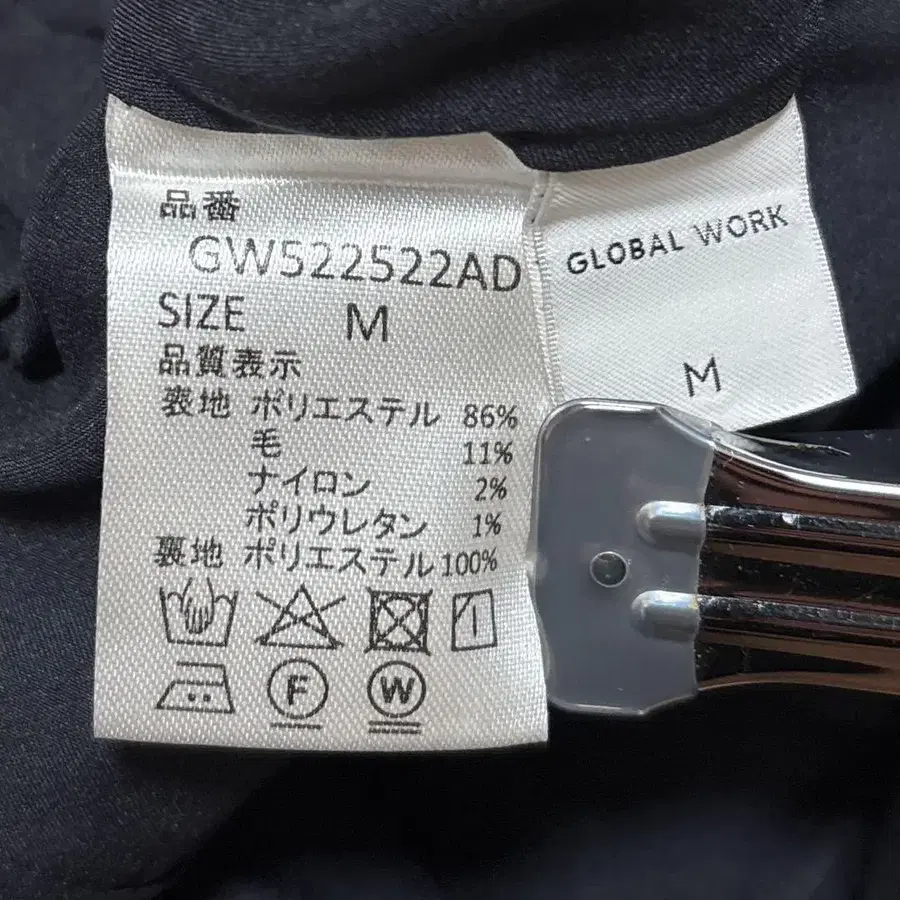 品番
GW522522AD
SIZE M
品質表示
表地 ポリエステル 86%
毛 11%
ナイロン 2%
ポリウレタン 1%
裏地 ポリエステル 100%
F
W
GLOBAL WORK
M